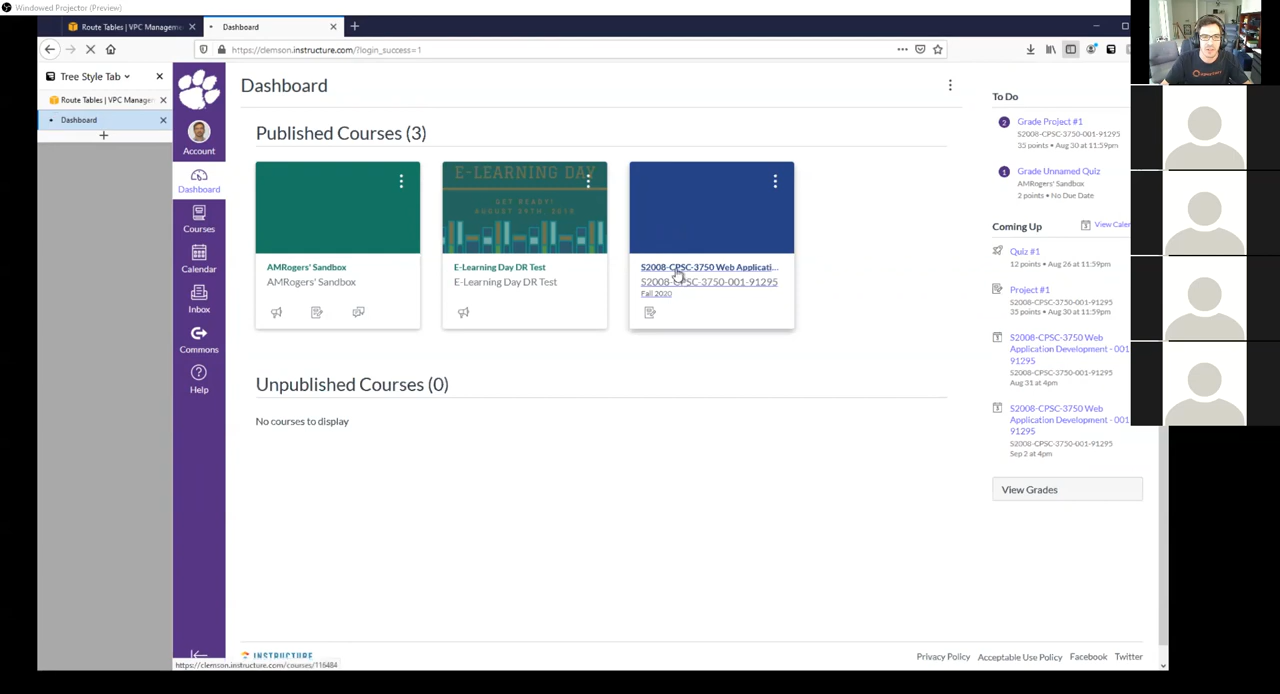 Windowed Projector (Preview)
Route Tables | VPC Manageme
Dashboard
https://clemson.instructure.com/?login_success=1
Tree Style Tab
Route Tables | VPC Manage
Dashboard
Account
Dashboard
Courses
Calendar
Inbox
Commons
Help
Dashboard
Published Courses (3)
AMRogers' Sandbox
AMRogers' Sandbox
E-LEARNING DAY
GET READY!
E-Learning Day DR Test
E-Learning Day DR Test
S2008-CPSC-3750 Web Applicati...
S2008-CPSC-3750-001-91295
Fall 2020
Unpublished Courses (0)
No courses to display
To Do
2
Grade Project #1
S2008-CPSC-3750-001-91295
35 points • Aug 30 at 11:59pm
1
Grade Unnamed Quiz
AMRogers' Sandbox
2 points • No Due Date
Coming Up
View Caler
Quiz #1
12 points • Aug 26 at 11:59pm
Project #1
S2008-CPSC-3750-001-91295
35 points • Aug 30 at 11:59pm
S2008-CPSC-3750 Web
Application Development - 001
91295
S2008-CPSC-3750-001-91295
Aug 31 at 4pm
S2008-CPSC-3750 Web
Application Development - 001
91295
S2008-CPSC-3750-001-91295
Sep 2 at 4pm
View Grades
INSTRUCTURE
Privacy Policy
Acceptable Use Policy
Facebook
Twitter
https://clemson.instructure.com/courses/116484